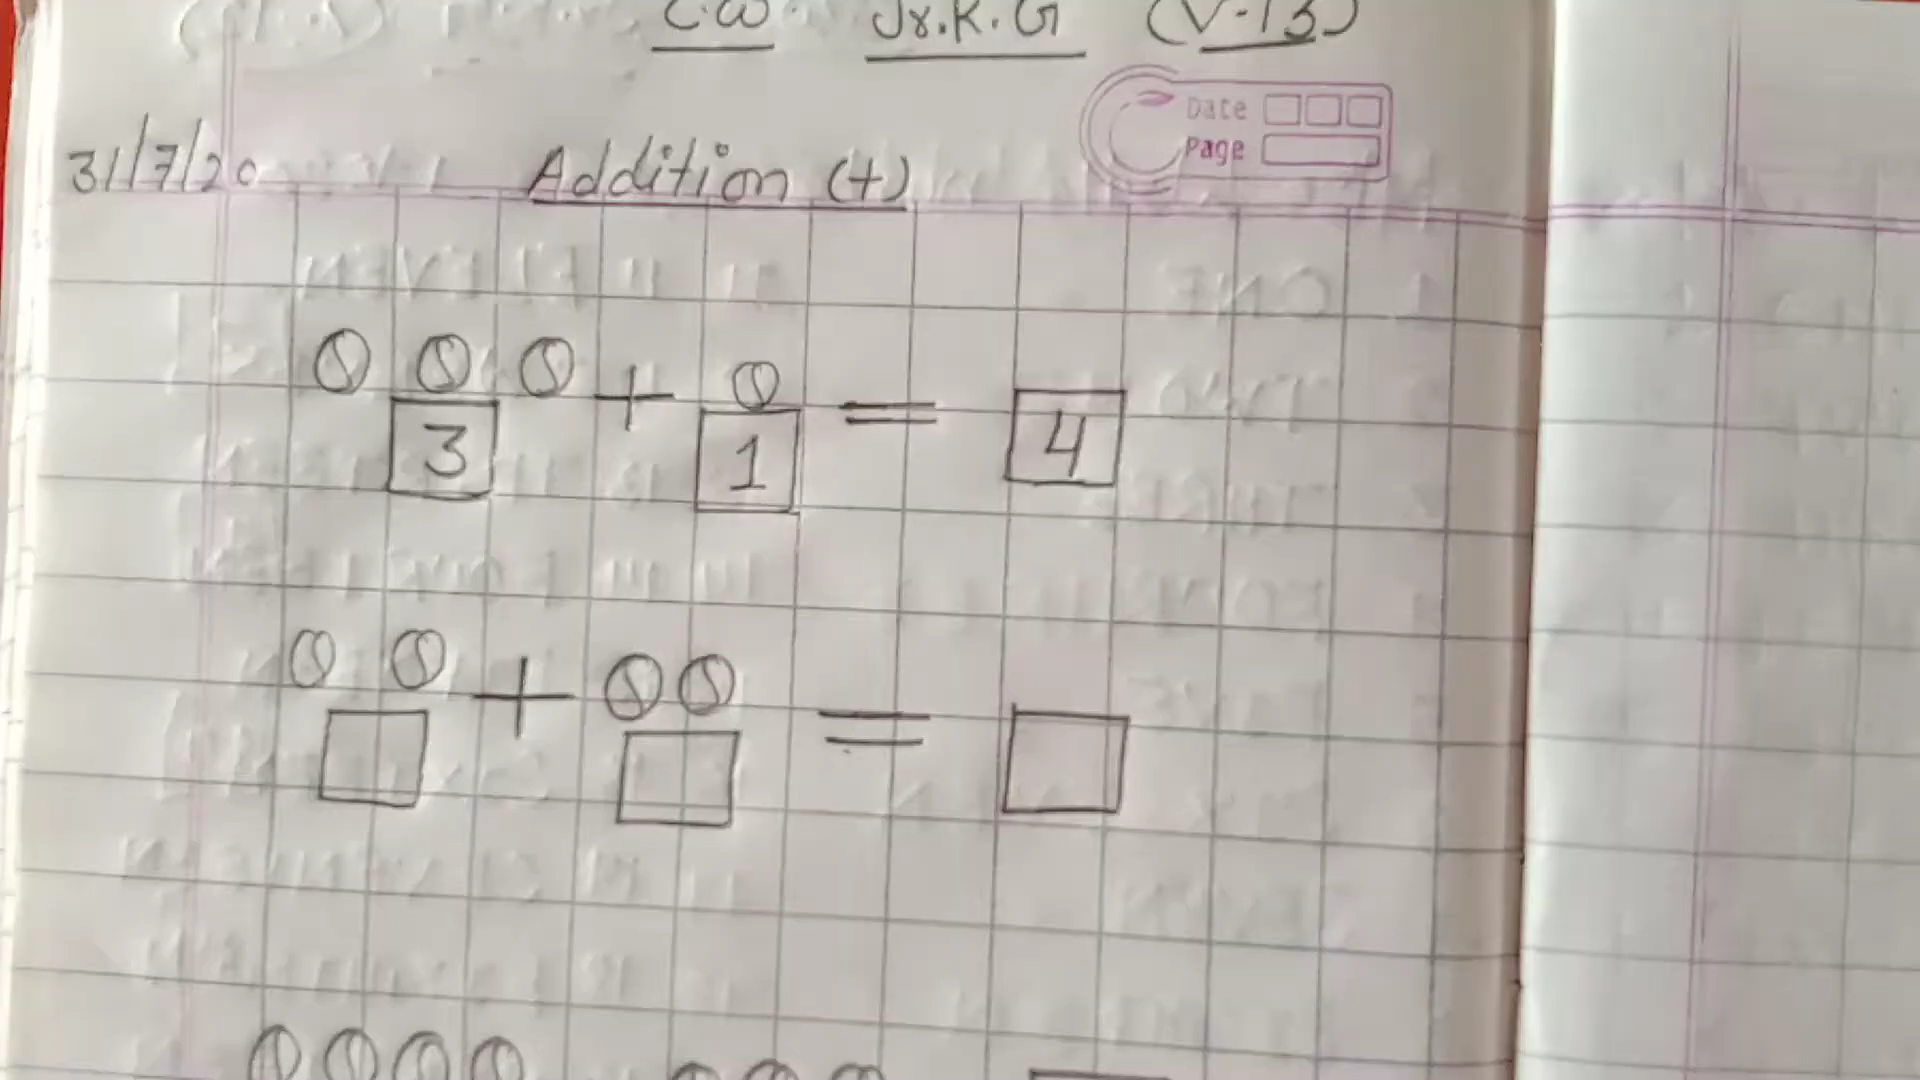 C.W Jr.K.G (V-13)
Date
Page
31/7/20 Addition (+)
+ =
3 1 4
+ =